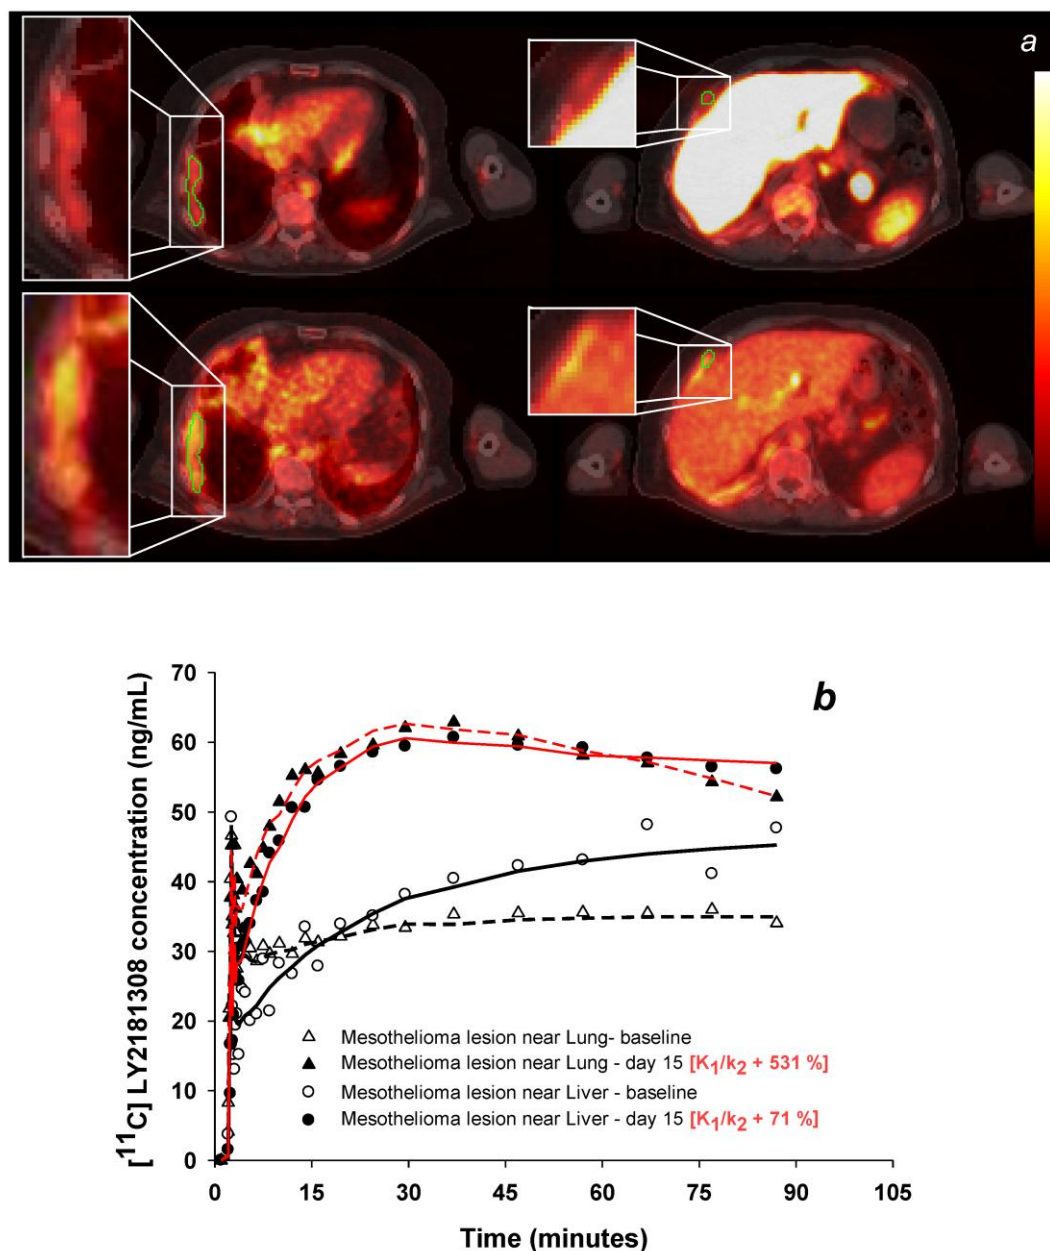 a
b
[11C] LY2181308 concentration (ng/mL)
70
60
50
40
30
20
10
0
Mesothelioma lesion near Lung- baseline
Mesothelioma lesion near Lung - day 15 [K1/k2 + 531 %]
Mesothelioma lesion near Liver - baseline
Mesothelioma lesion near Liver - day 15 [K1/k2 + 71 %]
0 15 30 45 60 75 90 105
Time (minutes)